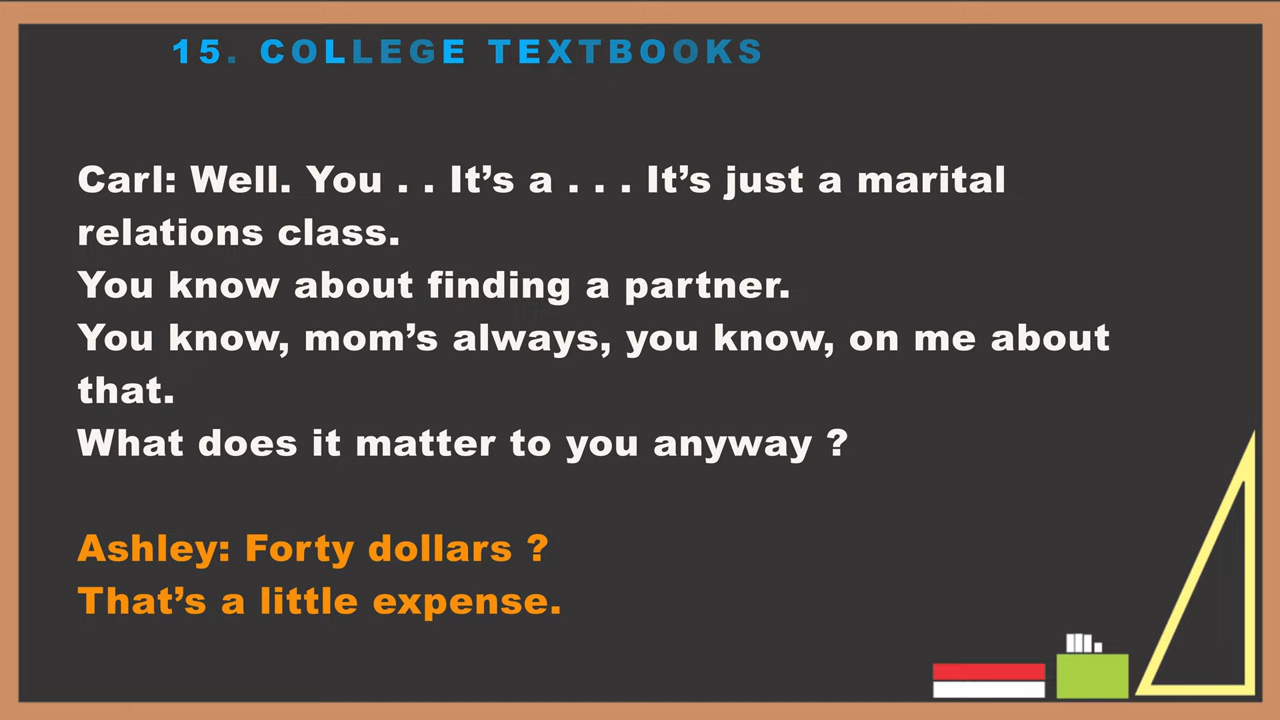 15. COLLEGE TEXTBOOKS
Carl: Well. You . . It’s a . . . It’s just a marital
relations class.
You know about finding a partner.
You know, mom’s always, you know, on me about
that.
What does it matter to you anyway ?
Ashley: Forty dollars ?
That’s a little expense.